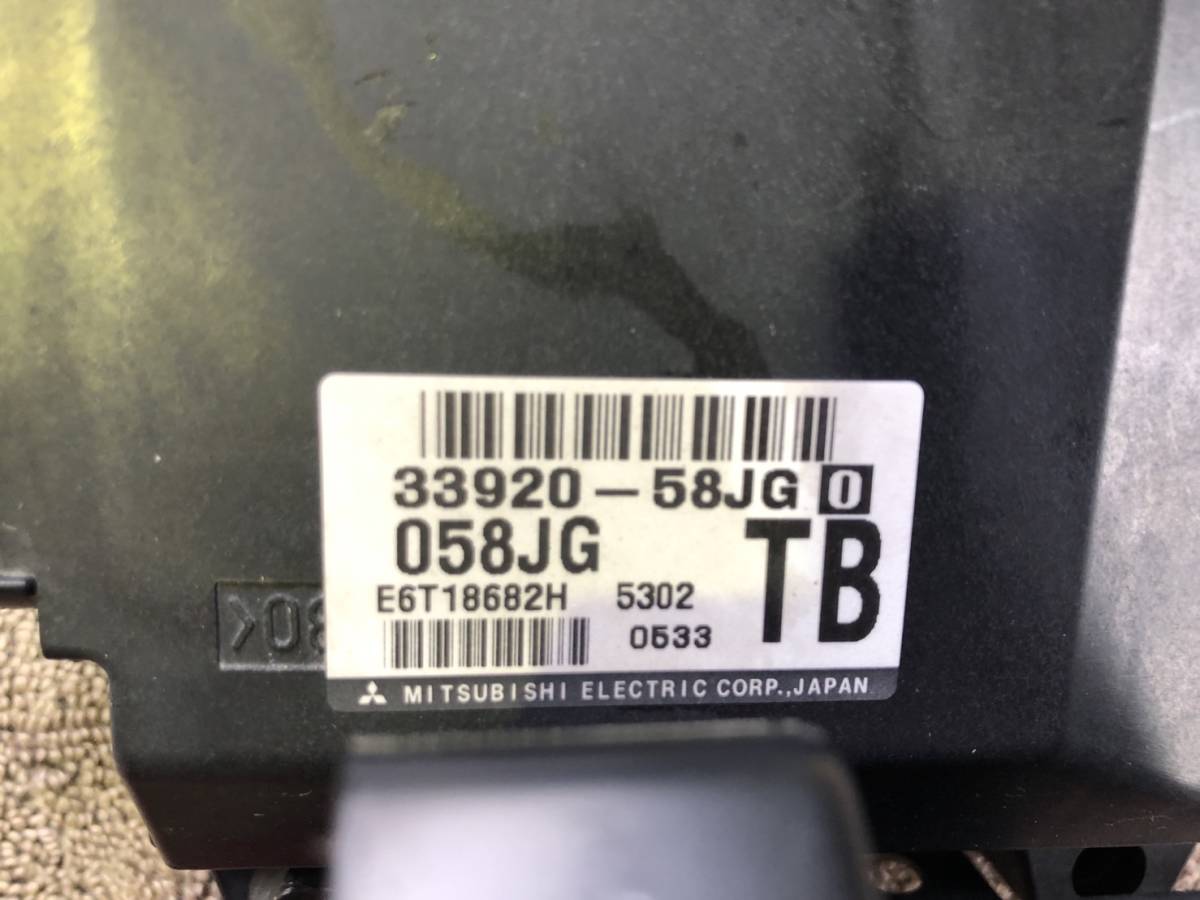 33920-58JG 0
058JG TB
E6T18682H 5302
0533
MITSUBISHI ELECTRIC CORP.,JAPAN